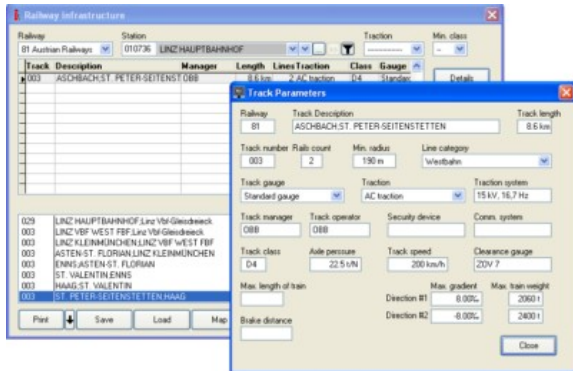 Railway Infrastructure
Railway Station Traction Min. class
81 Austrian Railways 010736 LINZ HAUPTBAHNHOF ------------ -
Track Description Manager Length Lines Traction Class Gauge
003 ASCHBACH;ST. PETER-SEITENST OBB 8.6 km 2 AC traction D4 Standard
Details
029 LINZ HAUPTBAHNHOF;Linz Vbf-Gleisdreieck
003 LINZ VBF WEST FBF;Linz Vbf-Gleisdreieck
003 LINZ KLEINMÜNCHEN;LINZ VBF WEST FBF
003 ASTEN-ST. FLORIAN;LINZ KLEINMÜNCHEN
003 ENNS;ASTEN-ST. FLORIAN
003 ST. VALENTIN;ENNS
003 HAAG;ST. VALENTIN
003 ST. PETER-SEITENSTETTEN;HAAG
Print Save Load Map
Track Parameters
Railway Track Description Track length
81 ASCHBACH;ST. PETER-SEITENSTETTEN 8.6 km
Track number Rails count Min. radius Line category
003 2 190 m Westbahn
Track gauge Traction Traction system
Standard gauge AC traction 15 kV, 16,7 Hz
Track manager Track operator Security device Comm. system
OBB OBB
Track class Axle perssure Track speed Clearance gauge
D4 22.5 t/N 200 km/h ZOV 7
Max. length of train Max. gradient Max. train weight
Direction #1 8.00‰ 2060 t
Brake distance Direction #2 -8.00‰ 2400 t
Close